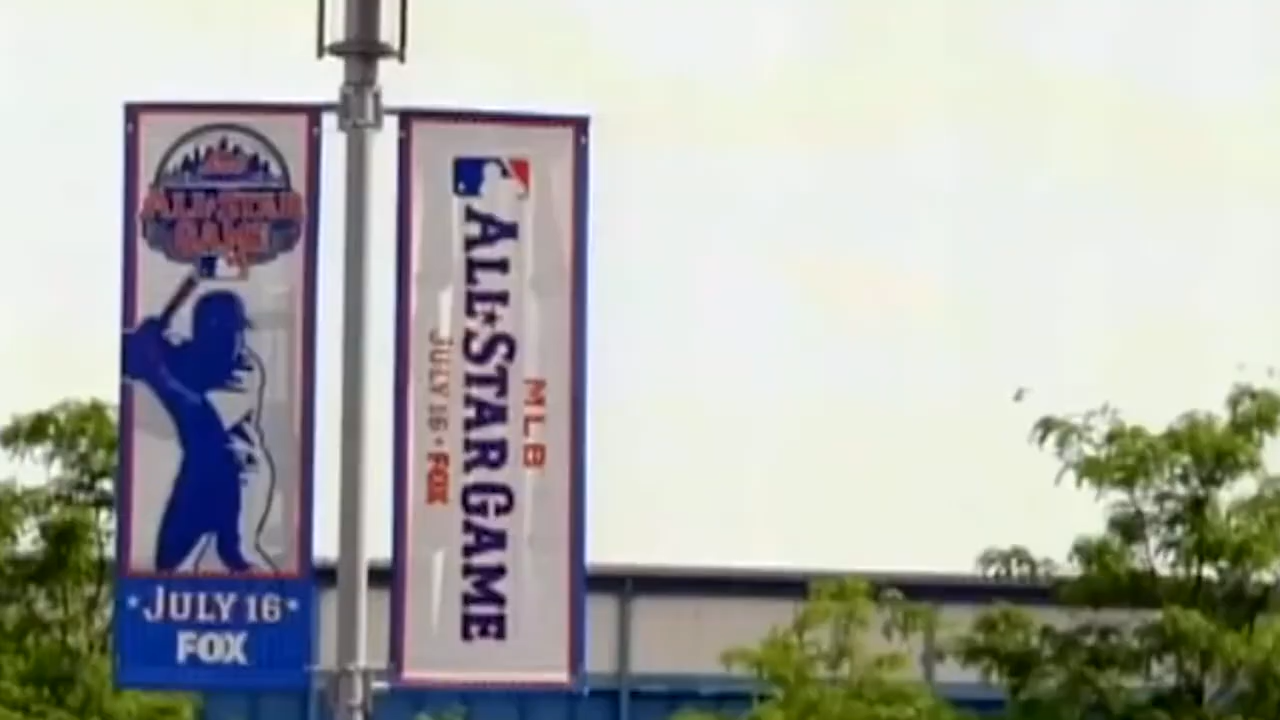 ALL★STAR
GAME
★JULY 16★
FOX
MLB
ALL★STAR GAME
JULY 16 • FOX